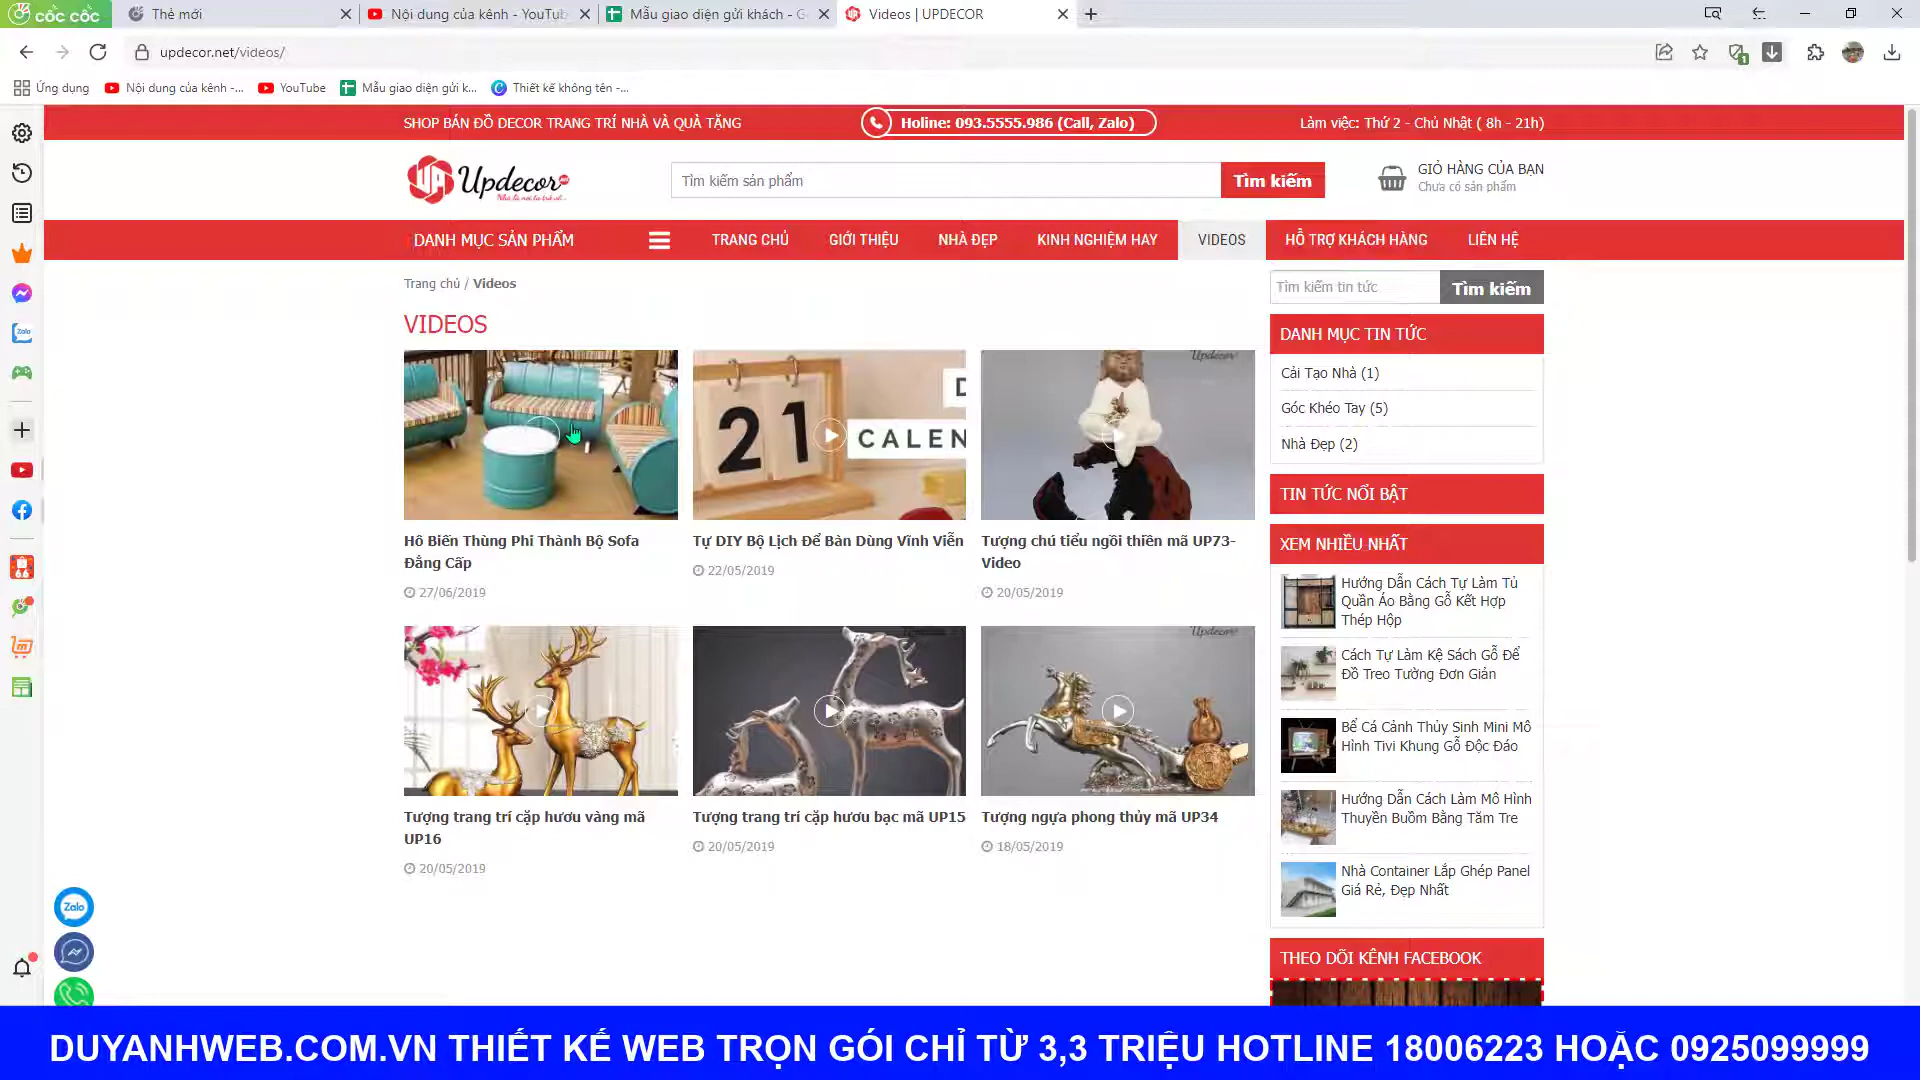 cốc cốc
Thẻ mới
Nội dung của kênh - YouTub
Mẫu giao diện gửi khách - G
Videos | UPDECOR
updecor.net/videos/
Ứng dụng
Nội dung của kênh -...
YouTube
Mẫu giao diện gửi k...
Thiết kế không tên -...
SHOP BÁN ĐỒ DECOR TRANG TRÍ NHÀ VÀ QUÀ TẶNG
Holine: 093.5555.986 (Call, Zalo)
Làm việc: Thứ 2 - Chủ Nhật ( 8h - 21h)
Updecor
Tìm kiếm sản phẩm
Tìm kiếm
GIỎ HÀNG CỦA BẠN
Chưa có sản phẩm
DANH MỤC SẢN PHẨM
TRANG CHỦ
GIỚI THIỆU
NHÀ ĐẸP
KINH NGHIỆM HAY
VIDEOS
HỖ TRỢ KHÁCH HÀNG
LIÊN HỆ
Trang chủ / Videos
VIDEOS
21
CALEN
Updecor
Hô Biến Thùng Phi Thành Bộ Sofa
Đẳng Cấp
27/06/2019
Tự DIY Bộ Lịch Để Bàn Dùng Vĩnh Viễn
22/05/2019
Tượng chú tiểu ngồi thiền mã UP73-
Video
20/05/2019
Updecor
Tượng trang trí cặp hươu vàng mã
UP16
20/05/2019
Tượng trang trí cặp hươu bạc mã UP15
20/05/2019
Tượng ngựa phong thủy mã UP34
18/05/2019
Tìm kiếm tin tức
Tìm kiếm
DANH MỤC TIN TỨC
Cải Tạo Nhà (1)
Góc Khéo Tay (5)
Nhà Đẹp (2)
TIN TỨC NỔI BẬT
XEM NHIỀU NHẤT
Hướng Dẫn Cách Tự Làm Tủ
Quần Áo Bằng Gỗ Kết Hợp
Thép Hộp
Cách Tự Làm Kệ Sách Gỗ Để
Đồ Treo Tường Đơn Giản
Bể Cá Cảnh Thủy Sinh Mini Mô
Hình Tivi Khung Gỗ Độc Đáo
Hướng Dẫn Cách Làm Mô Hình
Thuyền Buồm Bằng Tăm Tre
Nhà Container Lắp Ghép Panel
Giá Rẻ, Đẹp Nhất
THEO DÕI KÊNH FACEBOOK
Zalo
DUYANHWEB.COM.VN THIẾT KẾ WEB TRỌN GÓI CHỈ TỪ 3,3 TRIỆU HOTLINE 18006223 HOẶC 0925099999